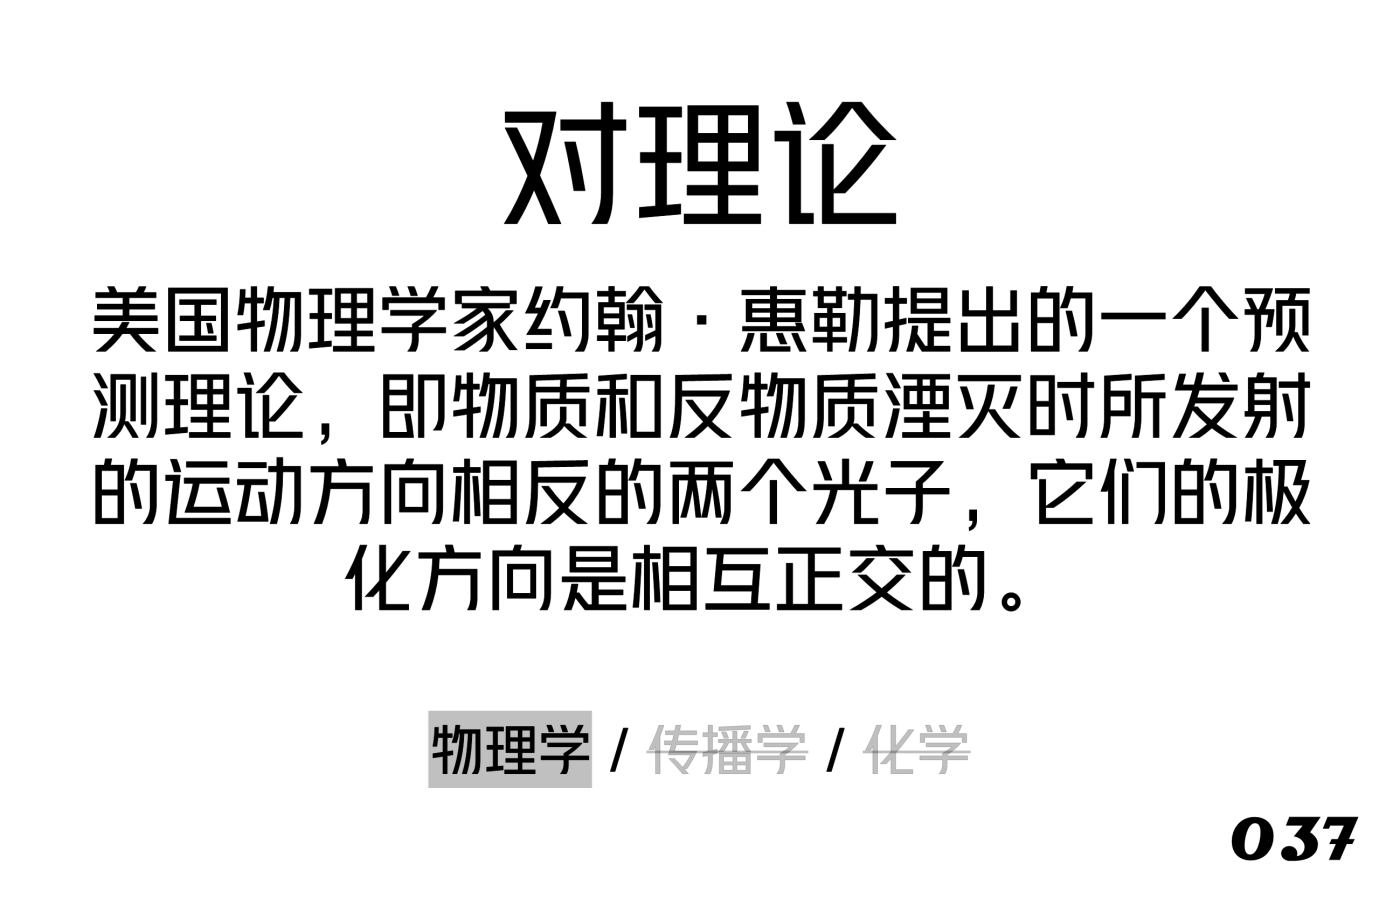 对理论
美国物理学家约翰·惠勒提出的一个预
测理论，即物质和反物质湮灭时所发射
的运动方向相反的两个光子，它们的极
化方向是相互正交的。
物理学 / 传播学 / 化学
037